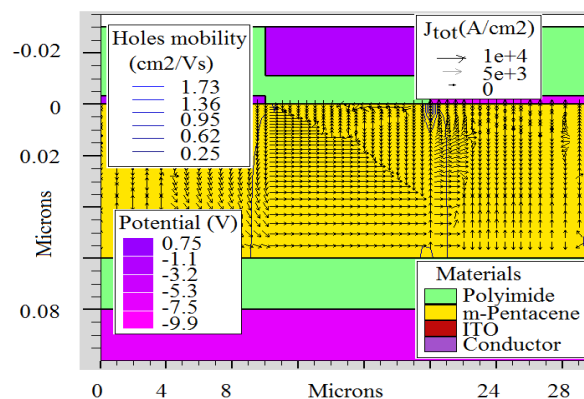 -0.02
0
0.02
Microns
0.08
Holes mobility
(cm2/Vs)
1.73
1.36
0.95
0.62
0.25
Jtot(A/cm2)
1e+4
5e+3
0
Potential (V)
0.75
-1.1
-3.2
-5.3
-7.5
-9.9
Materials
Polyimide
m-Pentacene
ITO
Conductor
0 4 8 Microns 24 28